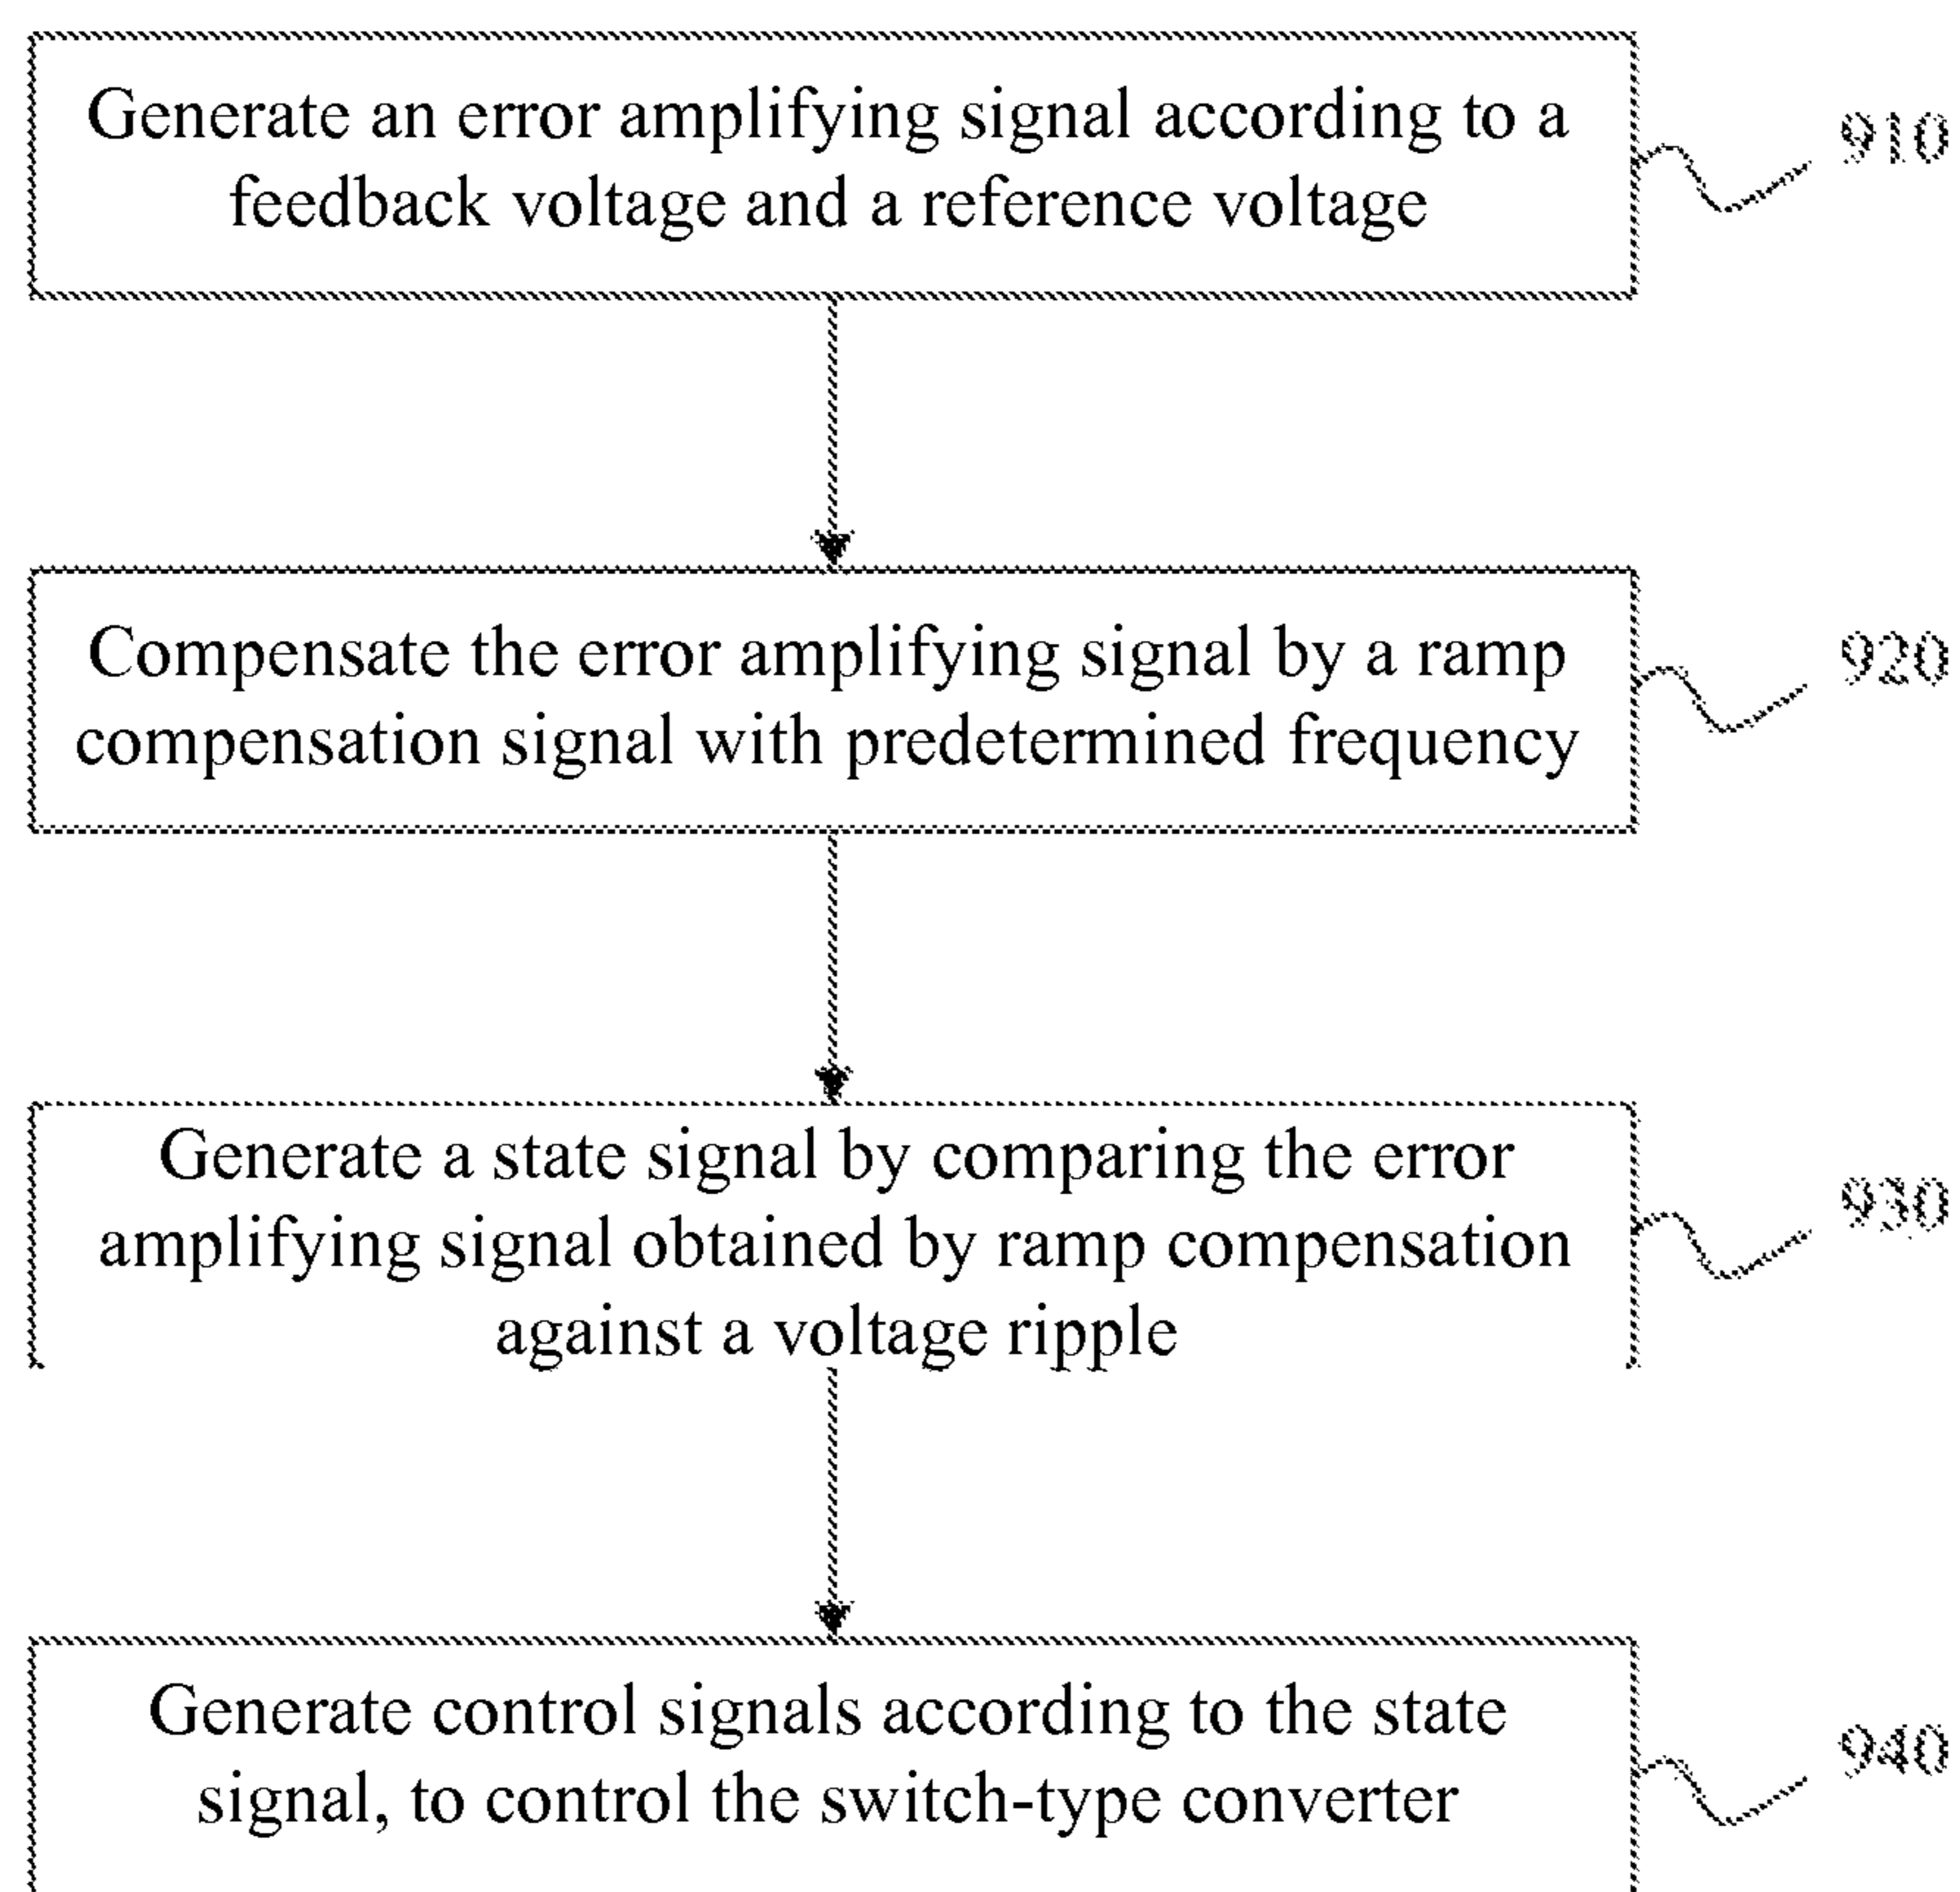 Generate an error amplifying signal according to a
feedback voltage and a reference voltage
910
Compensate the error amplifying signal by a ramp
compensation signal with predetermined frequency
920
Generate a state signal by comparing the error
amplifying signal obtained by ramp compensation
against a voltage ripple
930
Generate control signals according to the state
signal, to control the switch-type converter
940